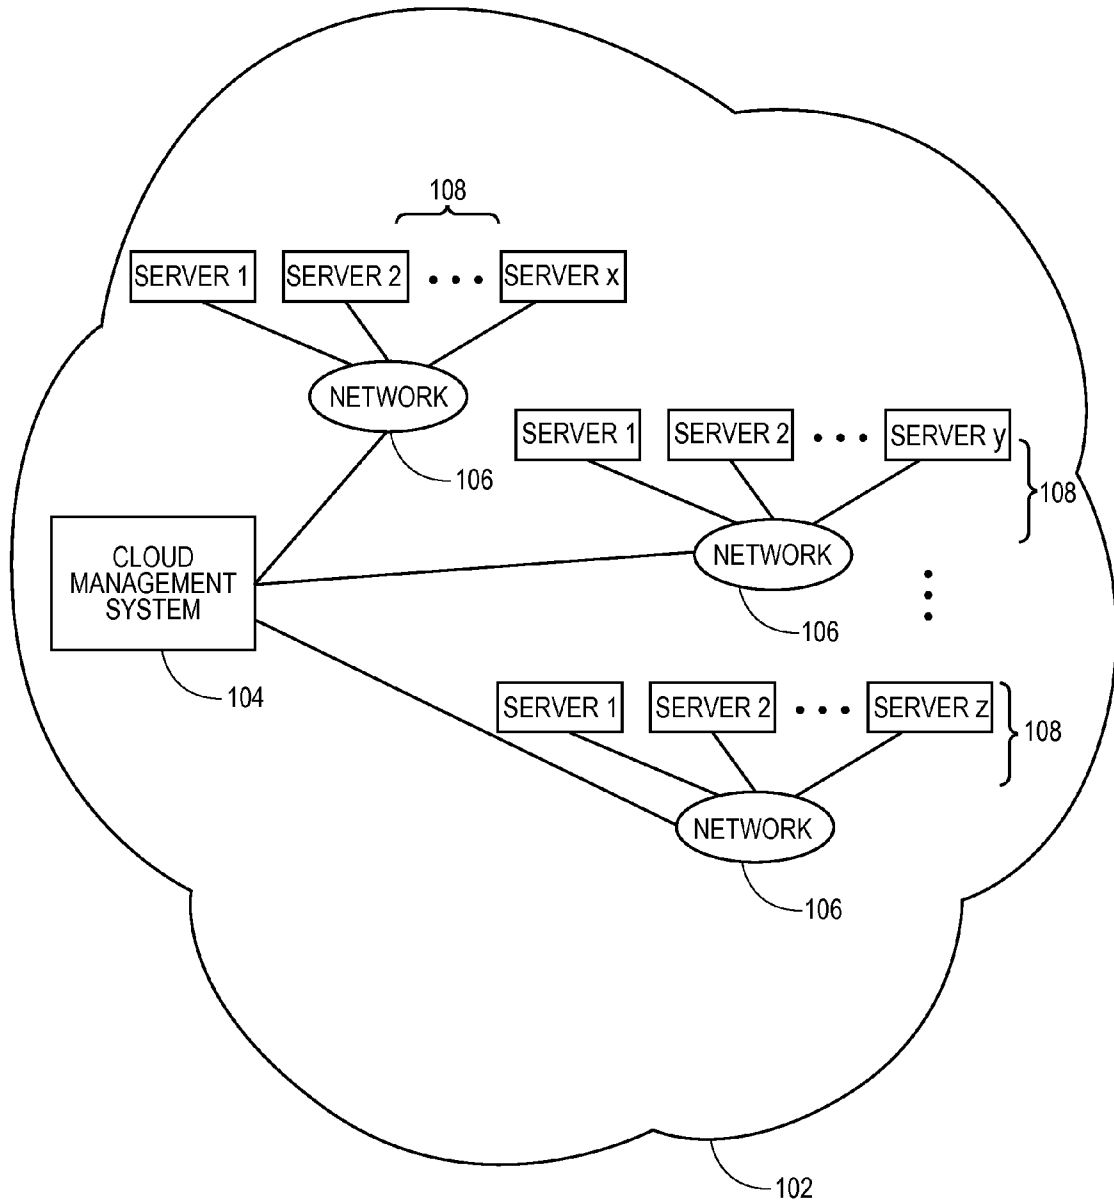 108
SERVER 1
SERVER 2
SERVER x
NETWORK
106
SERVER 1
SERVER 2
SERVER y
108
CLOUD
MANAGEMENT
SYSTEM
NETWORK
106
104
SERVER 1
SERVER 2
SERVER z
108
NETWORK
106
102